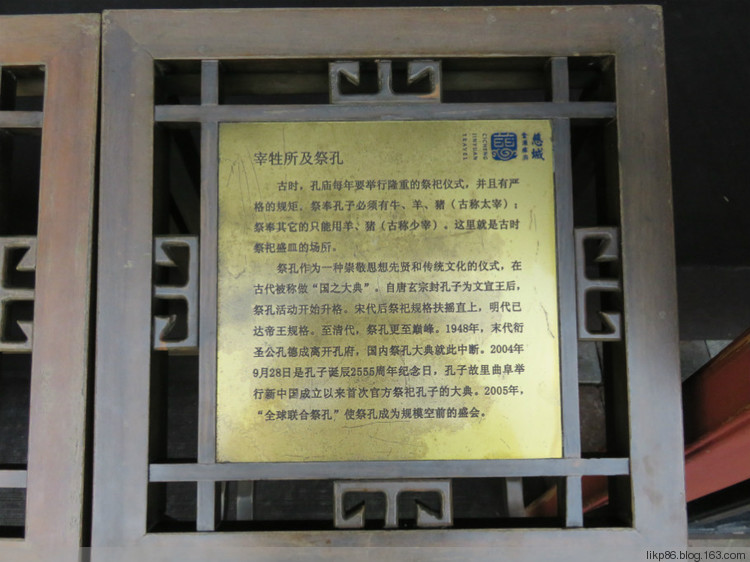 慈城
CICHENG
TRAVEL
宰牲所及祭孔
古时，孔庙每年要举行隆重的祭祀仪式，并且有严
格的规矩。祭奉孔子必须有牛、羊、豬（古称太宰）；
祭奉其它的只能用羊、猪（古称少宰）。这里就是古时
祭祀盛皿的场所。
祭孔作为一种崇敬思想先贤和传统文化的仪式，在
古代被称做“国之大典”。自唐玄宗封孔子为文宣王后，
祭孔活动开始升格。宋代后祭祀规格扶摇直上，明代已
达帝王规格。至清代，祭孔更至巅峰。1948年，末代衍
圣公孔德成离开孔府，国内祭孔大典就此中断。2004年
9月28日是孔子诞辰2555周年纪念日，孔子故里曲阜举
行新中国成立以来首次官方祭祀孔子的大典。2005年，
“全球联合祭孔”使祭孔成为规模空前的盛会。
likp86.blog.163.com